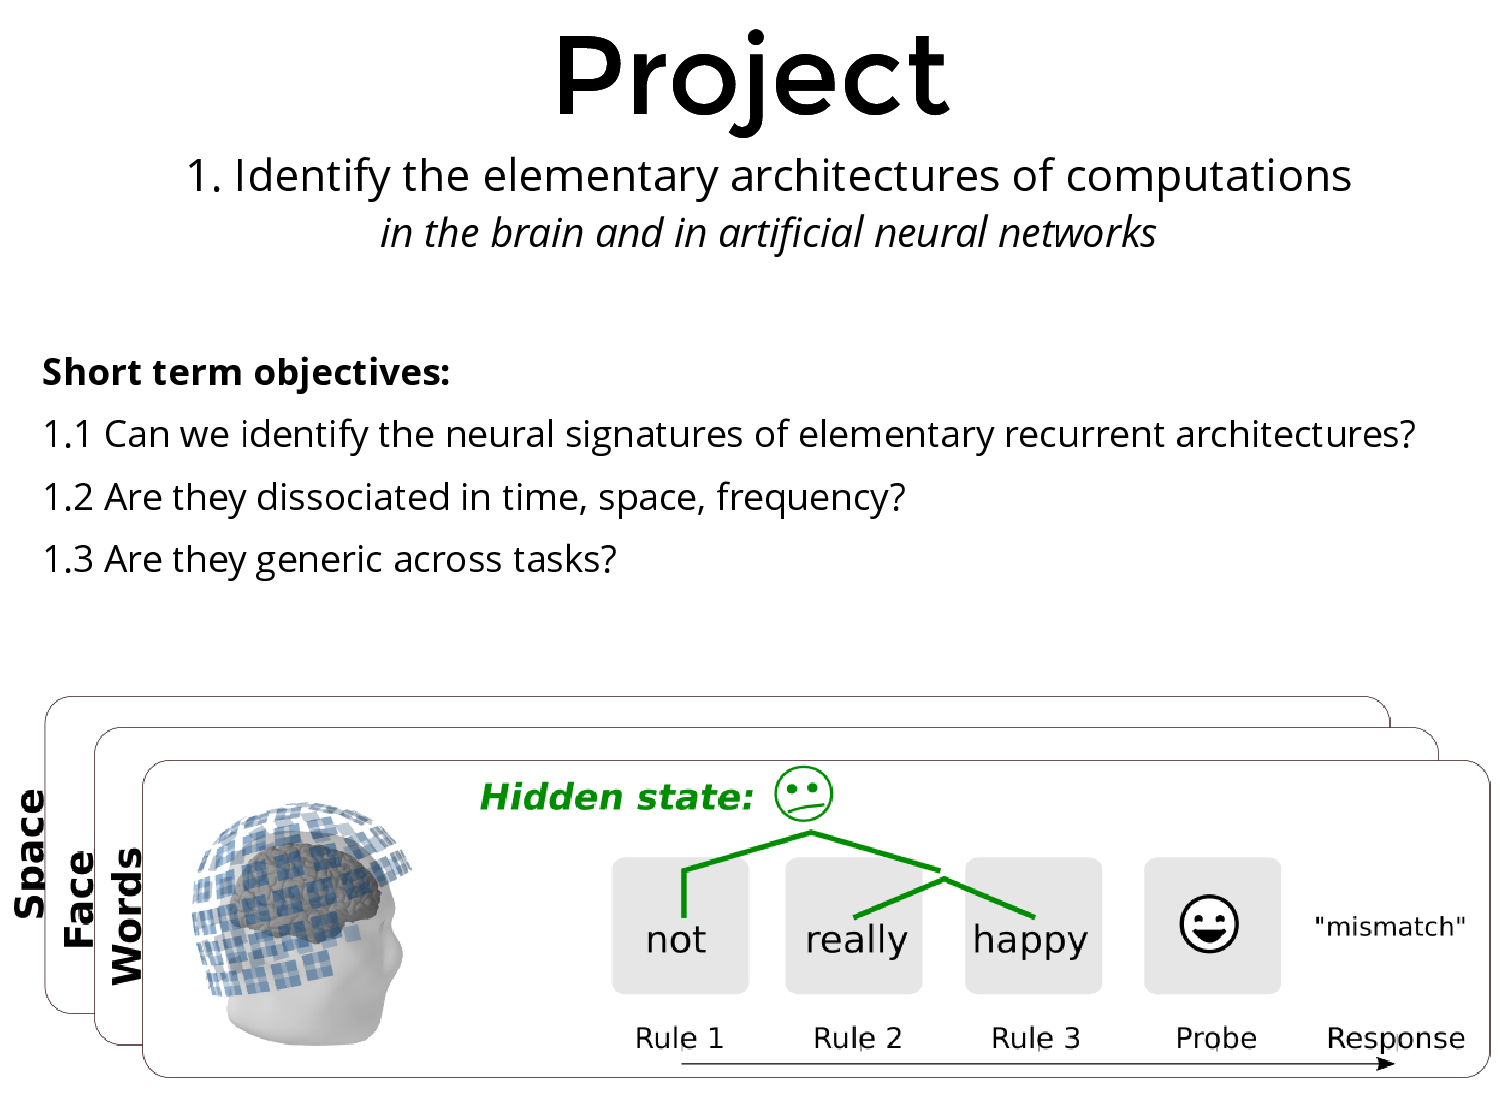 Project
1. Identify the elementary architectures of computations
in the brain and in artificial neural networks
Short term objectives:
1.1 Can we identify the neural signatures of elementary recurrent architectures?
1.2 Are they dissociated in time, space, frequency?
1.3 Are they generic across tasks?
Space
Face
Words
Hidden state:
not really happy "mismatch"
Rule 1 Rule 2 Rule 3 Probe Response